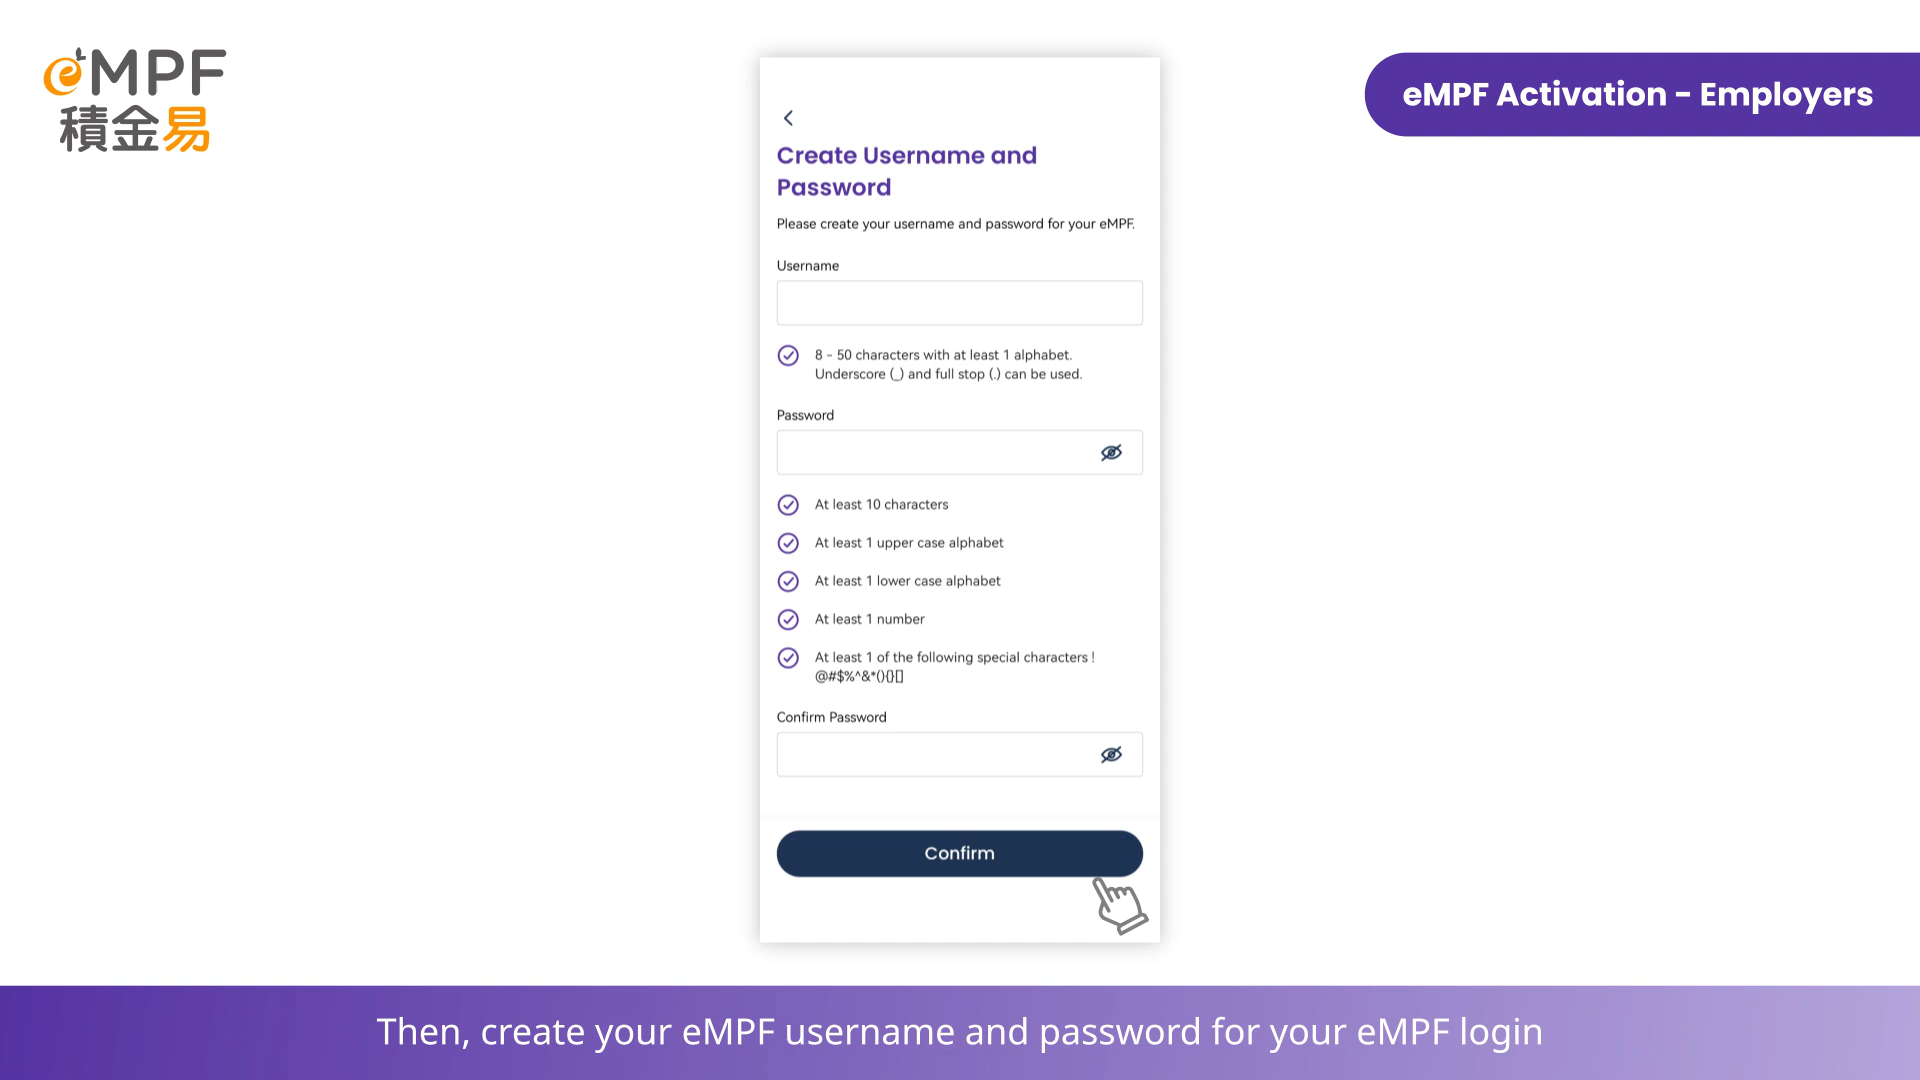 eMPF
積金易
eMPF Activation - Employers
Create Username and
Password
Please create your username and password for your eMPF.
Username
8 - 50 characters with at least 1 alphabet.
Underscore (_) and full stop (.) can be used.
Password
At least 10 characters
At least 1 upper case alphabet
At least 1 lower case alphabet
At least 1 number
At least 1 of the following special characters !
@#$%^&*(){}[]
Confirm Password
Confirm
Then, create your eMPF username and password for your eMPF login